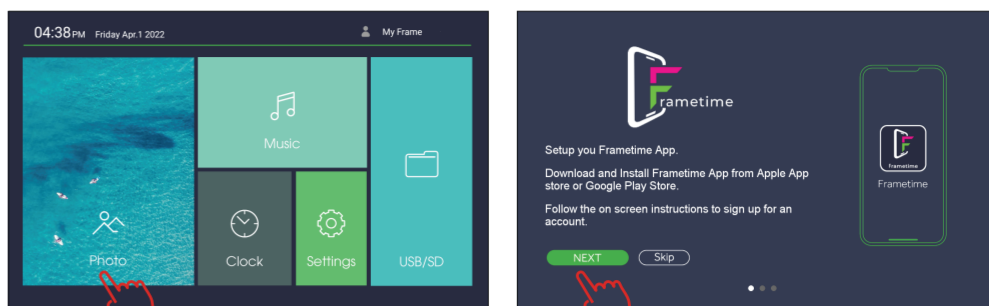 04:38 PM Friday Apr.1 2022
My Frame
Music
Photo
Clock
Settings
USB/SD
Frametime
Setup you Frametime App.
Download and Install Frametime App from Apple App
store or Google Play Store.
Follow the on screen instructions to sign up for an
account.
NEXT
Skip
frametime
Frametime